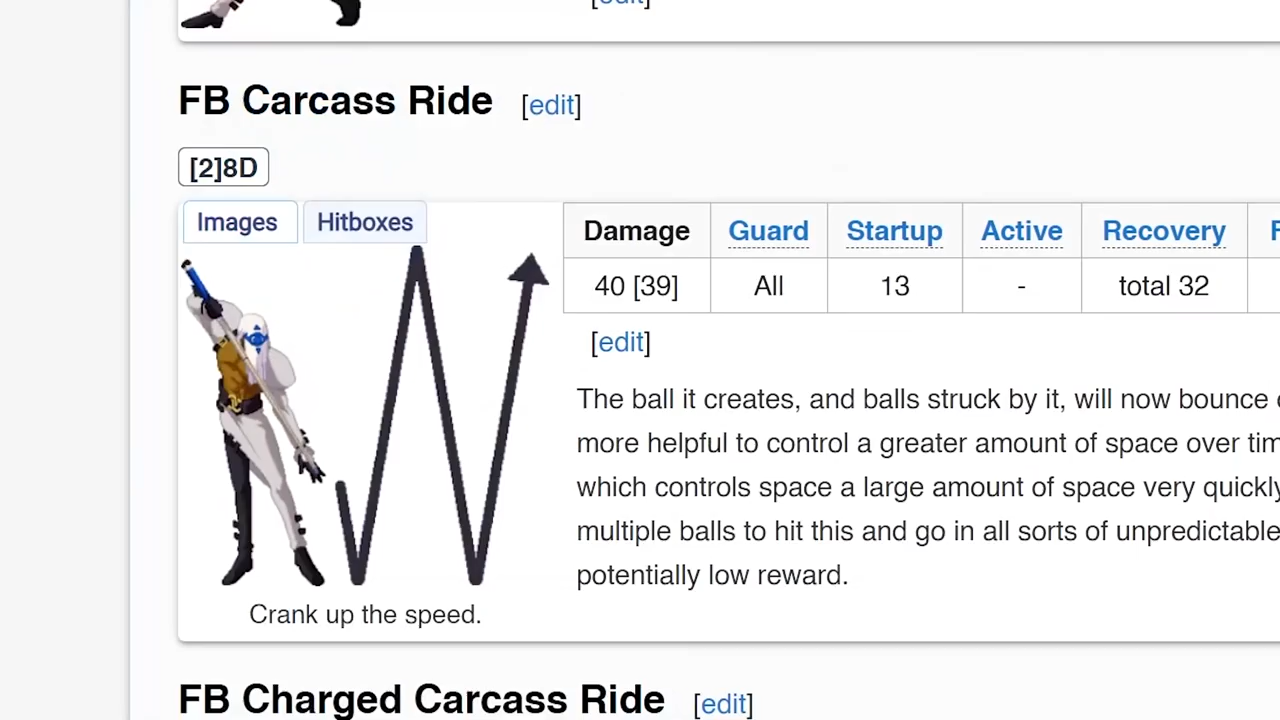 [edit]
FB Carcass Ride [edit]
[2]8D
Images Hitboxes
Damage Guard Startup Active Recovery
40 [39] All 13 - total 32
[edit]
The ball it creates, and balls struck by it, will now bounce
more helpful to control a greater amount of space over tim
which controls space a large amount of space very quickly
multiple balls to hit this and go in all sorts of unpredictable
potentially low reward.
Crank up the speed.
FB Charged Carcass Ride [edit]